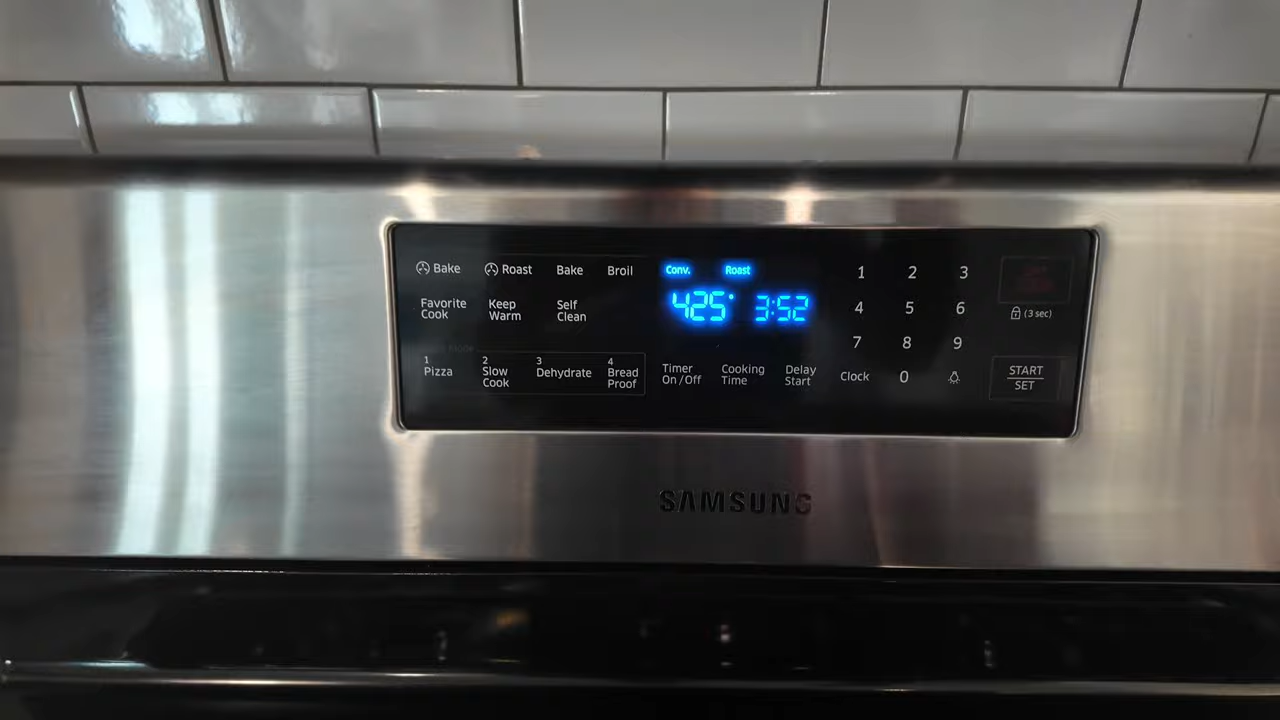 Bake Roast Bake Broil Conv. Roast 1 2 3
Favorite Cook Keep Warm Self Clean 425° 3:52 4 5 6 (3 sec)
7 8 9
1 Pizza 2 Slow Cook 3 Dehydrate 4 Bread Proof Timer On/Off Cooking Time Delay Start Clock 0 START SET
SAMSUNG